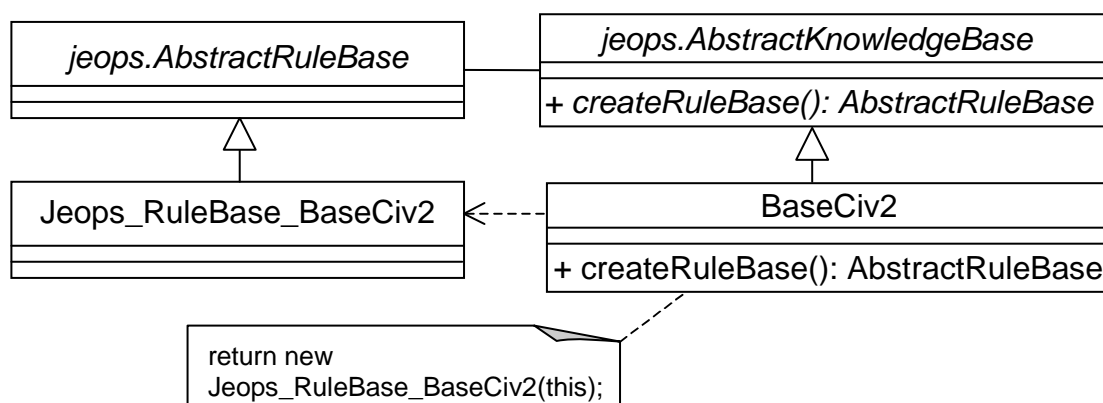 jeops.AbstractRuleBase
jeops.AbstractKnowledgeBase
+ createRuleBase(): AbstractRuleBase
Jeops_RuleBase_BaseCiv2
BaseCiv2
+ createRuleBase(): AbstractRuleBase
return new
Jeops_RuleBase_BaseCiv2(this);